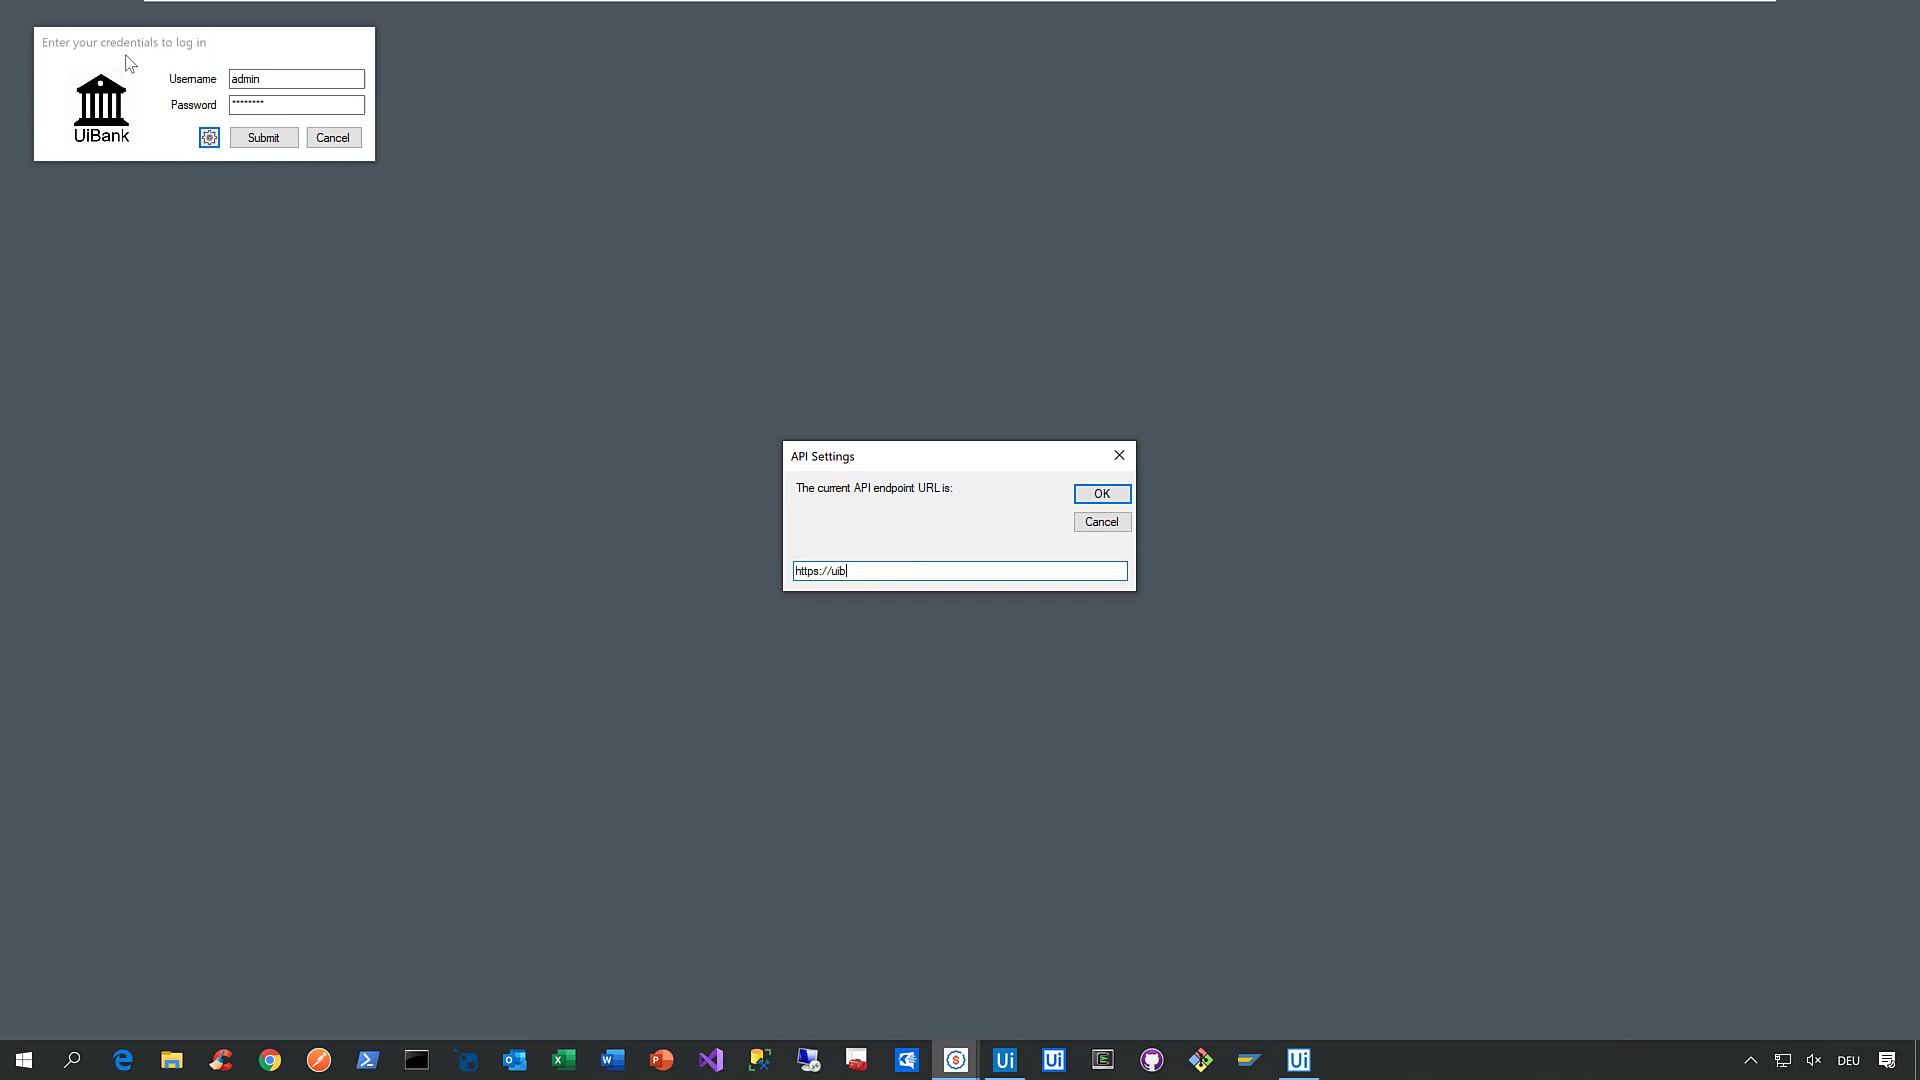 Enter your credentials to log in
Username admin
Password ********
UiBank
Submit Cancel
API Settings
The current API endpoint URL is:
OK
Cancel
https://uib
DEU